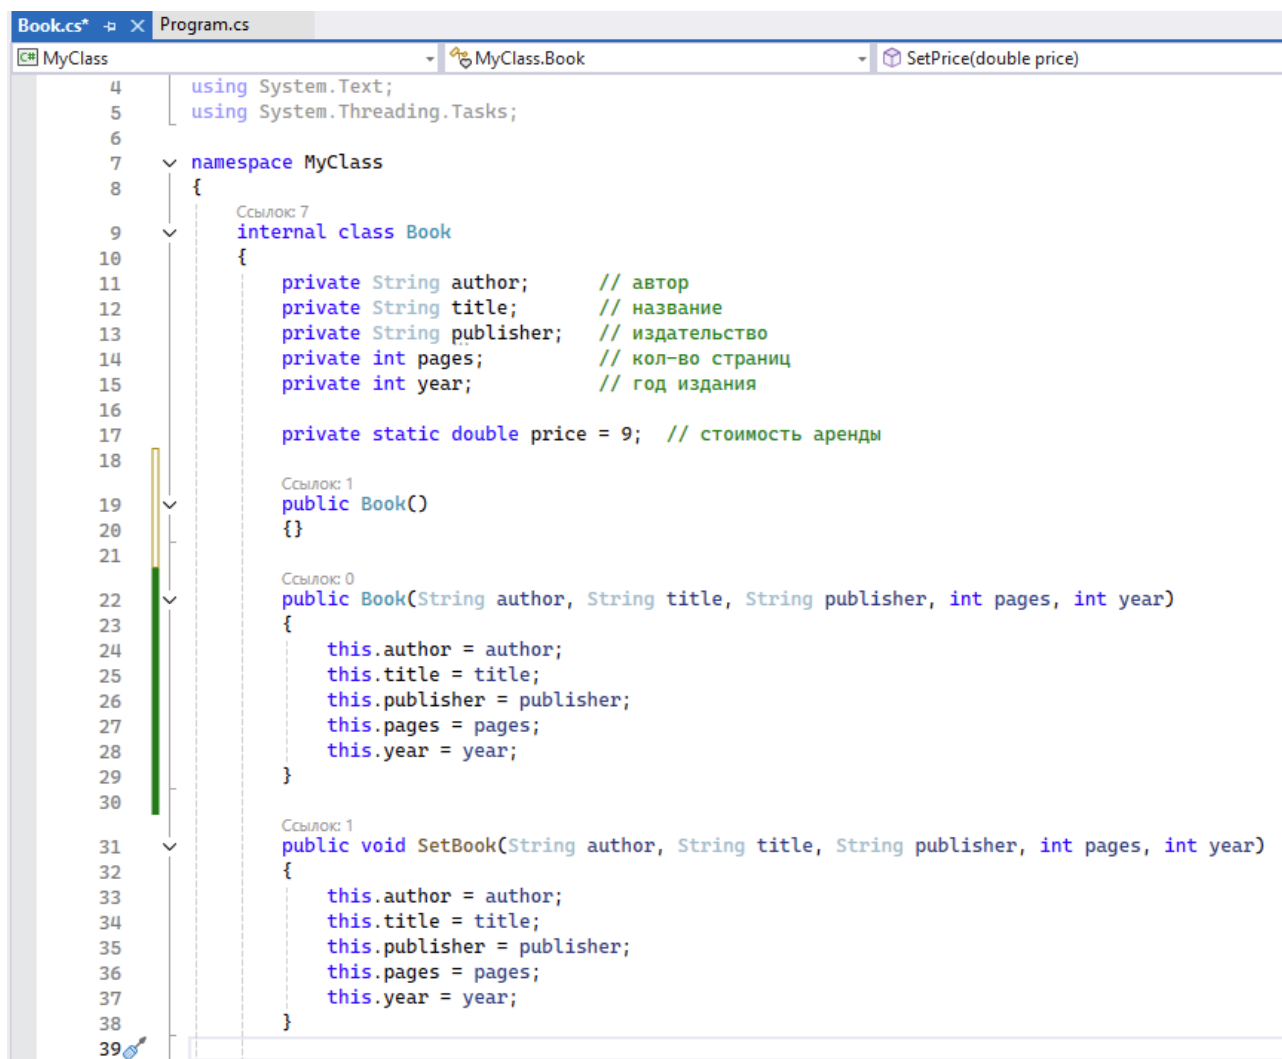 Book.cs* Program.cs
C# MyClass MyClass.Book SetPrice(double price)
4 using System.Text;
5 using System.Threading.Tasks;
6
7 namespace MyClass
8 {
Ссылок: 7
9 internal class Book
10 {
11 private String author; // автор
12 private String title; // название
13 private String publisher; // издательство
14 private int pages; // кол-во страниц
15 private int year; // год издания
16
17 private static double price = 9; // стоимость аренды
18
Ссылок: 1
19 public Book()
20 {}
21
Ссылок: 0
22 public Book(String author, String title, String publisher, int pages, int year)
23 {
24 this.author = author;
25 this.title = title;
26 this.publisher = publisher;
27 this.pages = pages;
28 this.year = year;
29 }
30
Ссылок: 1
31 public void SetBook(String author, String title, String publisher, int pages, int year)
32 {
33 this.author = author;
34 this.title = title;
35 this.publisher = publisher;
36 this.pages = pages;
37 this.year = year;
38 }
39